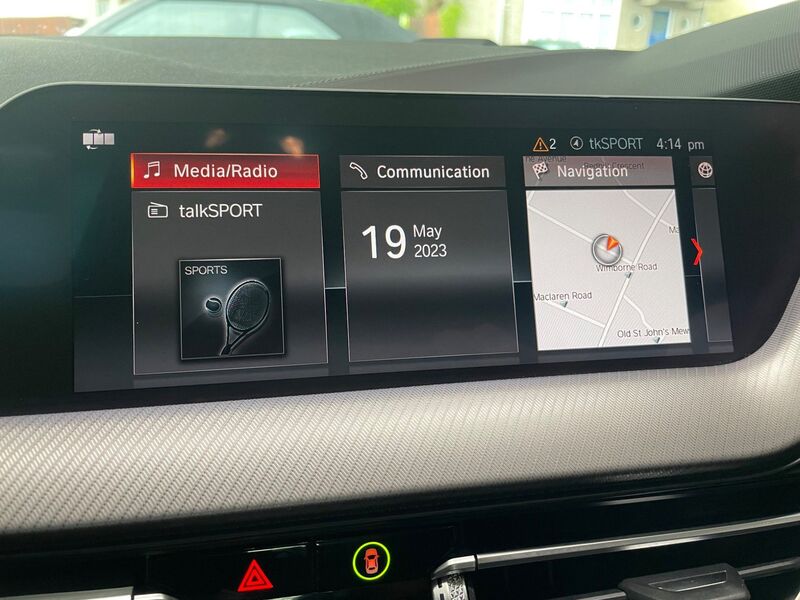 2 tkSPORT 4:14 pm
Media/Radio
talkSPORT
SPORTS
Communication
19 May
2023
Navigation
Wimborne Road
Maclaren Road
Old St John's Mew